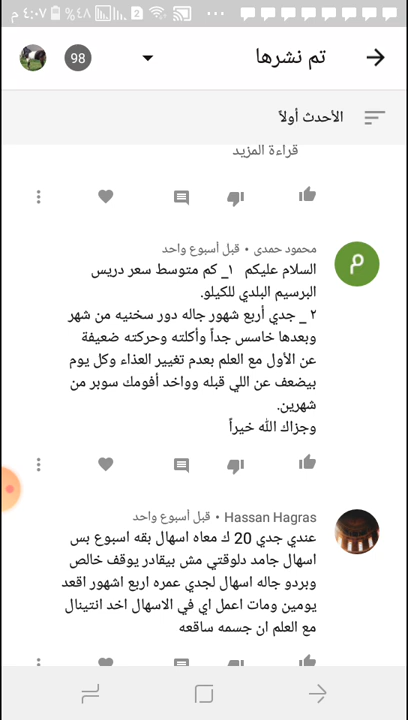 ٤:٠٧ م ٤٨%
تم نشرها
98
الأحدث أولاً
قراءة المزيد
محمود حمدى • قبل أسبوع واحد
السلام عليكم ١_ كم متوسط سعر دريس
البرسيم البلدي للكيلو.
٢ _ جدي أربع شهور جاله دور سخنيه من شهر
وبعدها خاسس جداً وأكلته وحركته ضعيفة
عن الأول مع العلم بعدم تغيير العذاء وكل يوم
بيضعف عن اللي قبله وواخد أفومك سوبر من
شهرين.
وجزاك الله خيراً
م
Hassan Hagras • قبل أسبوع واحد
عندي جدي 20 ك معاه اسهال بقه اسبوع بس
اسهال جامد دلوقتي مش بيقادر يوقف خالص
وبردو جاله اسهال لجدي عمره اربع اشهور اقعد
يومين ومات اعمل اي في الاسهال اخد انتينال
مع العلم ان جسمه ساقعه